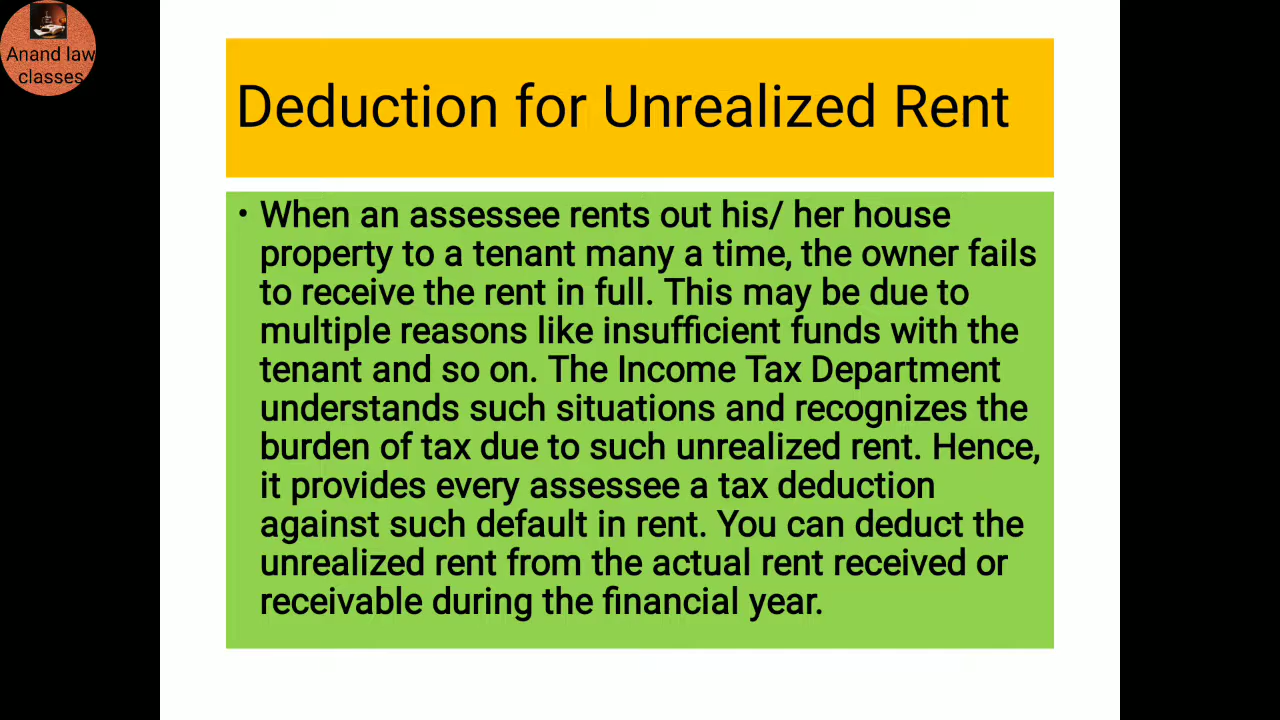 Anand law
classes
Deduction for Unrealized Rent
• When an assessee rents out his/ her house
property to a tenant many a time, the owner fails
to receive the rent in full. This may be due to
multiple reasons like insufficient funds with the
tenant and so on. The Income Tax Department
understands such situations and recognizes the
burden of tax due to such unrealized rent. Hence,
it provides every assessee a tax deduction
against such default in rent. You can deduct the
unrealized rent from the actual rent received or
receivable during the financial year.